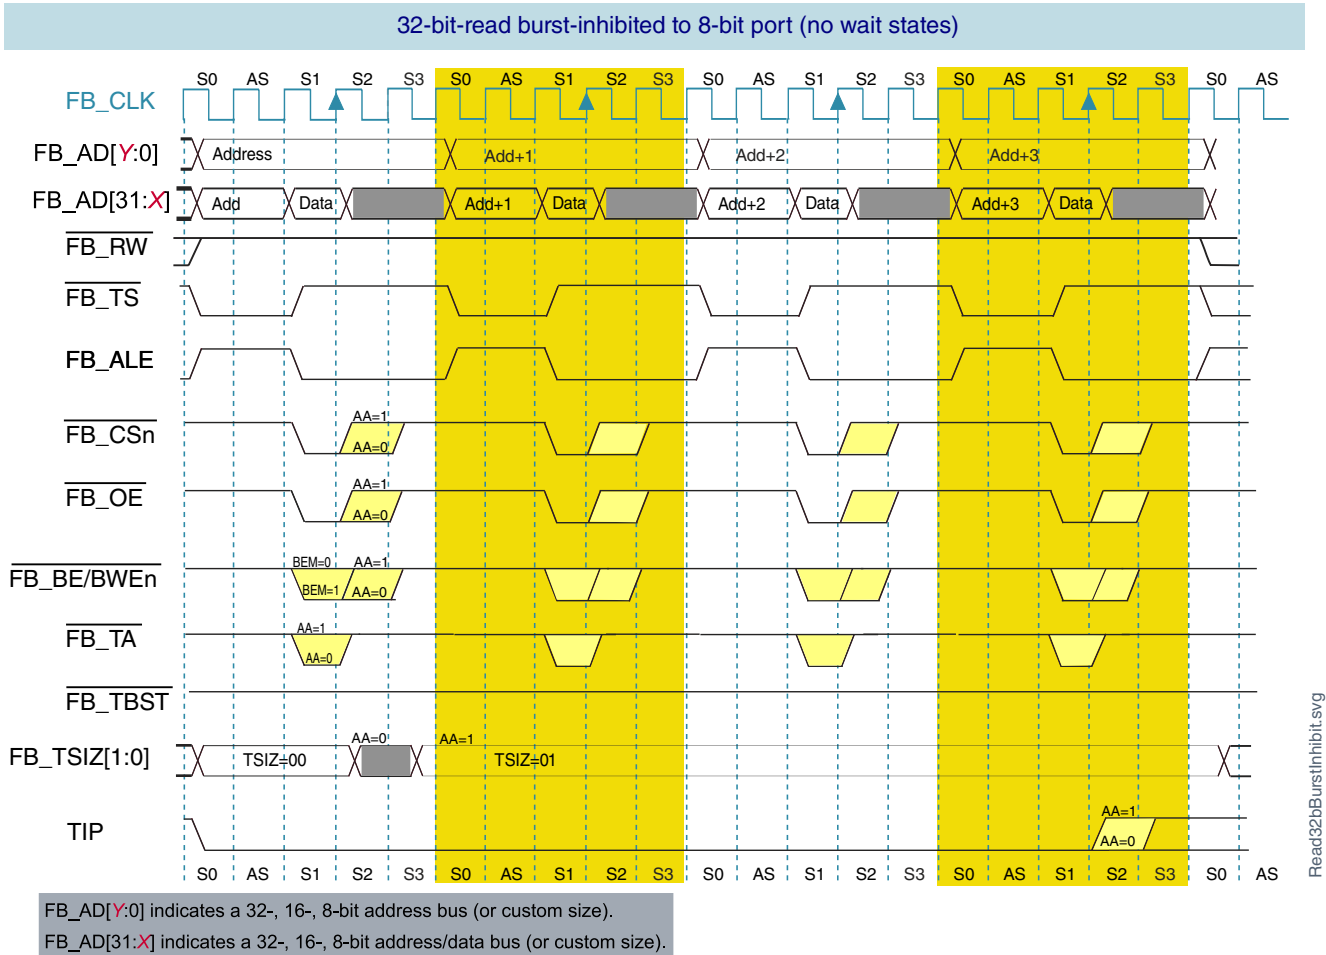 32-bit-read burst-inhibited to 8-bit port (no wait states)
S0 AS S1 S2 S3 S0 AS S1 S2 S3 S0 AS S1 S2 S3 S0 AS S1 S2 S3 S0 AS
FB_CLK
FB_AD[Y:0] Address Add+1 Add+2 Add+3
FB_AD[31:X] Add Data Add+1 Data Add+2 Data Add+3 Data
FB_RW
FB_TS
FB_ALE
AA=1
FB_CSn AA=0
AA=1
FB_OE AA=0
BEM=0 AA=1
FB_BE/BWEn BEM=1 AA=0
AA=1
FB_TA AA=0
FB_TBST
AA=0 AA=1
FB_TSIZ[1:0] TSIZ=00 TSIZ=01
AA=1
TIP AA=0
S0 AS S1 S2 S3 S0 AS S1 S2 S3 S0 AS S1 S2 S3 S0 AS S1 S2 S3 S0 AS
FB_AD[Y:0] indicates a 32-, 16-, 8-bit address bus (or custom size).
FB_AD[31:X] indicates a 32-, 16-, 8-bit address/data bus (or custom size).
Read32bBurstInhibit.svg